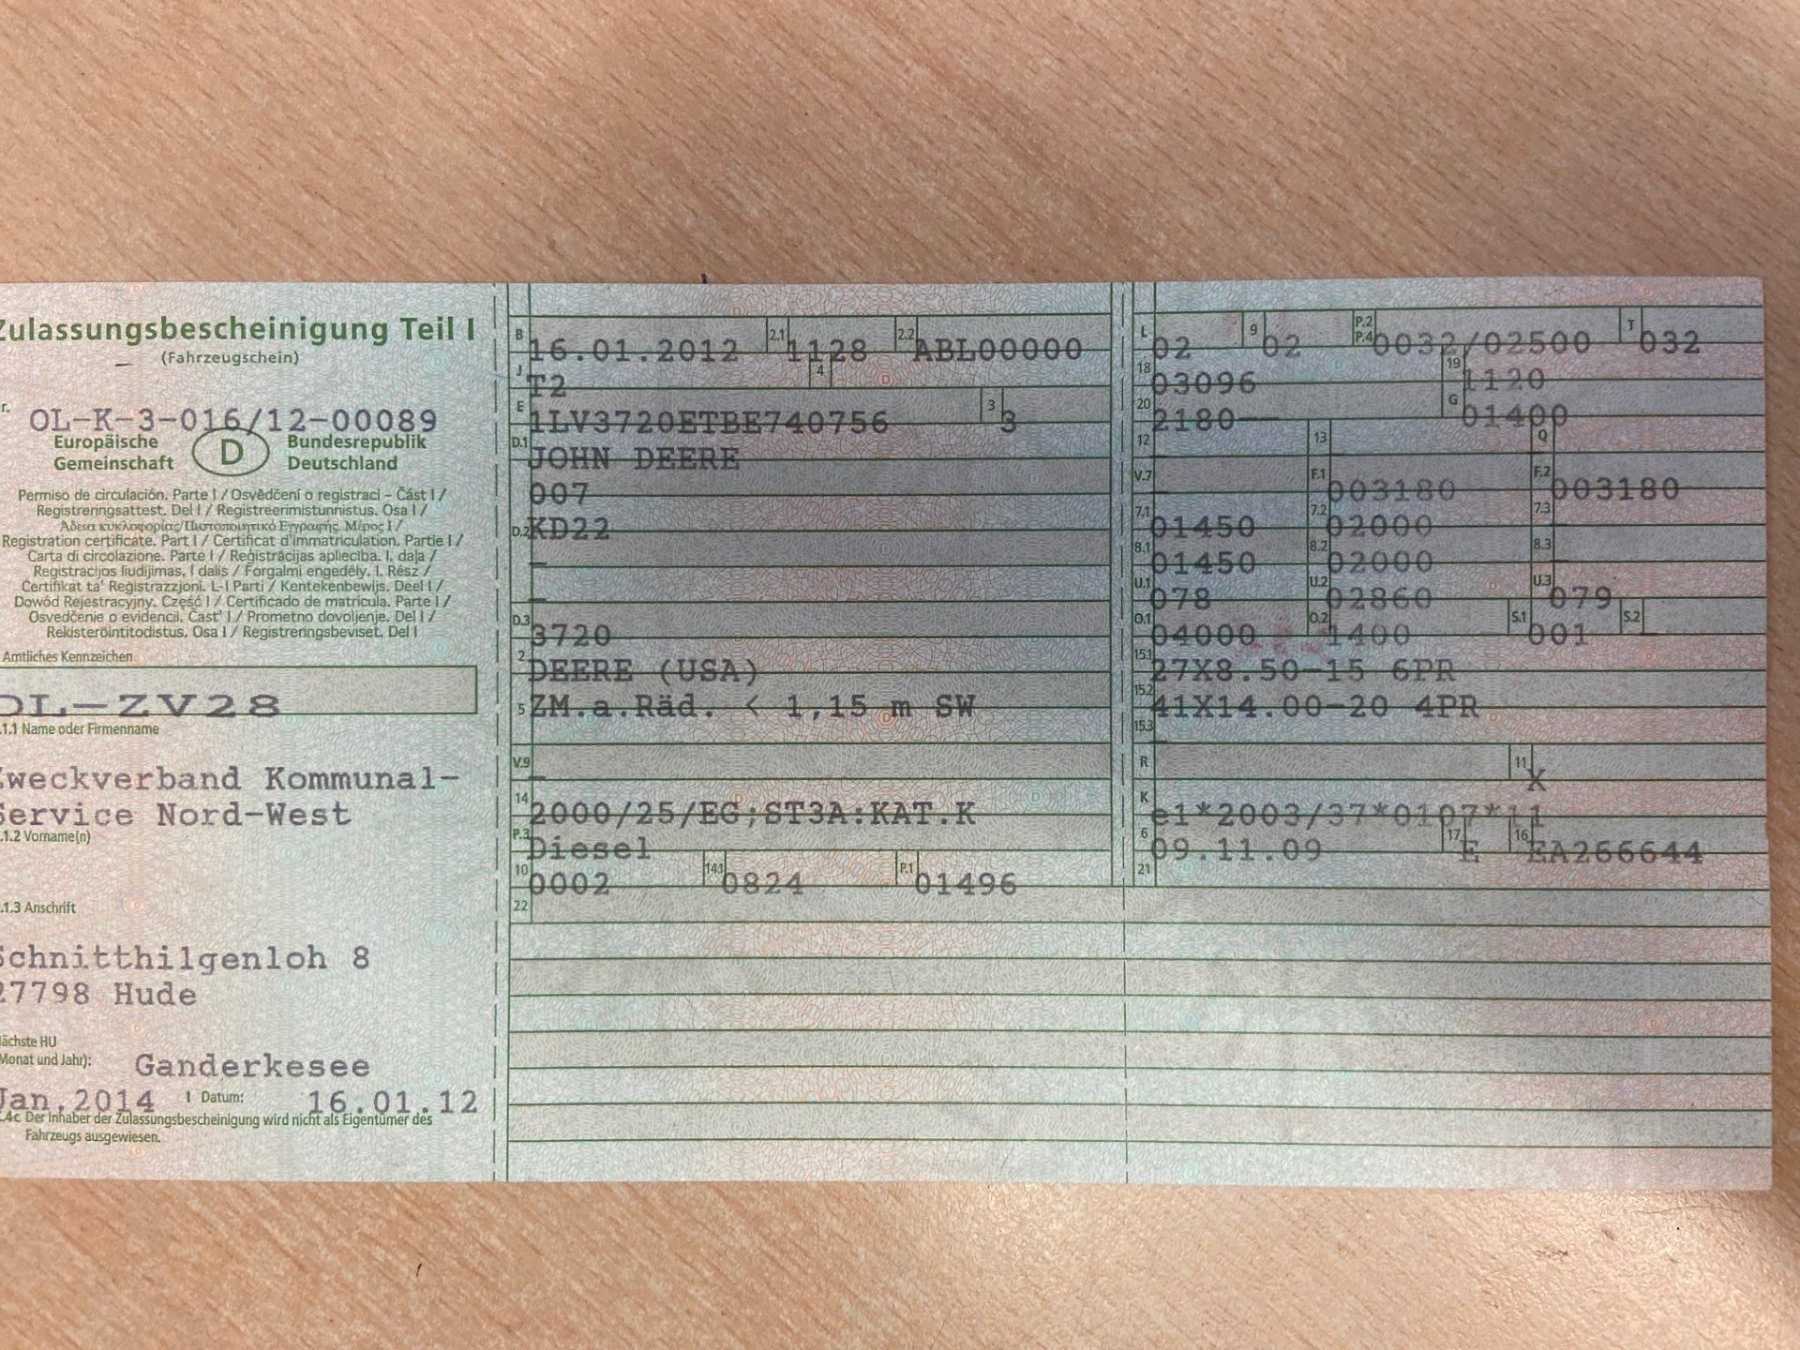 Zulassungsbescheinigung Teil I
(Fahrzeugschein)
r. OL-K-3-016/12-00089
Europäische Gemeinschaft D Bundesrepublik Deutschland
Permiso de circulación. Parte I / Osvědčení o registraci – Část I /
Registreringsattest. Del I / Registreerimistunnistus. Osa I /
Άδεια κυκλοφορίας/Πιστοποιητικό Εγγραφής. Μέρος I /
Registration certificate. Part I / Certificat d'immatriculation. Partie I /
Carta di circolazione. Parte I / Reģistrācijas apliecība. I. daļa /
Registracijos liudijimas. I dalis / Forgalmi engedély. I. Rész /
Ċertifikat ta' Reġistrazzjoni. L-I Parti / Kentekenbewijs. Deel I /
Dowód Rejestracyjny. Część I / Certificado de matrícula. Parte I /
Osvedčenie o evidencii. Časť I / Prometno dovoljenje. Del I /
Rekisteröintitodistus. Osa I / Registreringsbeviset. Del I
Amtliches Kennzeichen
OL-ZV28
.1.1 Name oder Firmenname
Zweckverband Kommunal-
Service Nord-West
.1.2 Vorname(n)
.1.3 Anschrift
Schnitthilgenloh 8
27798 Hude
Nächste HU
(Monat und Jahr): Ganderkesee
Jan.2014 I Datum: 16.01.12
.4c Der Inhaber der Zulassungsbescheinigung wird nicht als Eigentümer des
Fahrzeugs ausgewiesen.
B 16.01.2012 2.1 1128 2.2 ABL00000
J T2 4
E 1LV3720ETBE740756 3 3
D.1 JOHN DEERE
007
D.2 KD22
–
–
D.3 3720
2 DEERE (USA)
5 ZM.a.Räd. < 1,15 m SW
V.9 –
14 2000/25/EG;ST3A:KAT.K
P.3 Diesel
10 0002 14.1 0824 P.1 01496
22
L 02 9 02 P.2 P.4 0032/02500 T 032
18 03096 19 1120
20 2180– G 01400
12 13 Q
V.7 F.1 003180 F.2 003180
7.1 01450 7.2 02000 7.3
8.1 01450 8.2 02000 8.3
U.1 078 U.2 02860 U.3 079
O.1 04000 O.2 1400 S.1 001 S.2
15.1 27X8.50-15 6PR
15.2 41X14.00-20 4PR
15.3
R 11 X
K e1*2003/37*0107*11
6 09.11.09 17 E 16 EA266644
21